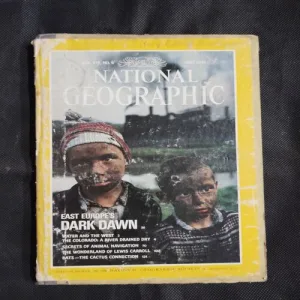 NATIONAL
GEOGRAPHIC
EAST EUROPE'S
DARK DAWN
WATER AND THE WEST
THE COLORADO: A RIVER DRAINED DRY
SECRETS OF ANIMAL NAVIGATION
THE WONDERLAND OF LEWIS CARROLL
BATS—THE CACTUS CONNECTION